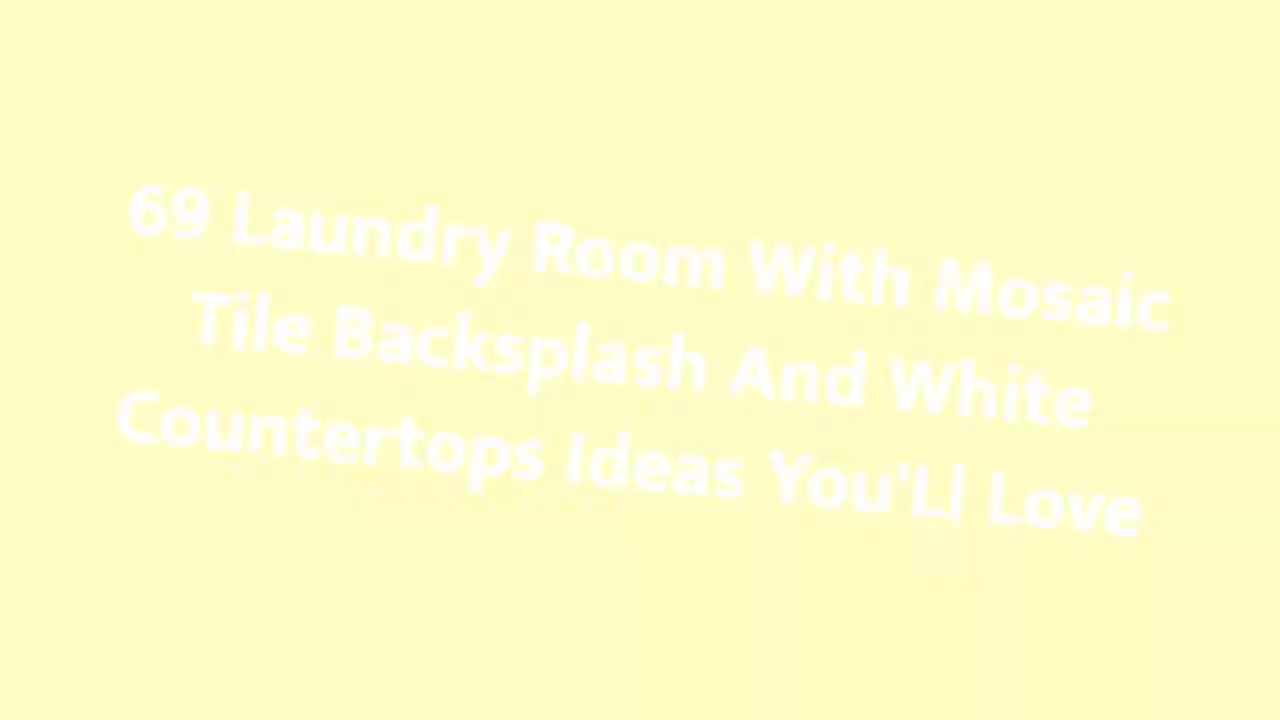 69 Laundry Room With Mosaic
Tile Backsplash And White
Countertops Ideas You'Ll Love